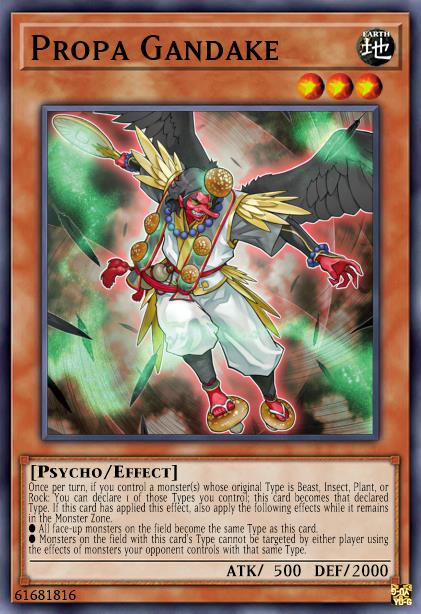 PROPA GANDAKE
EARTH
地
[PSYCHO/EFFECT]
Once per turn, if you control a monster(s) whose original Type is Beast, Insect, Plant, or
Rock: You can declare 1 of those Types you control; this card becomes that declared
Type. If this card has applied this effect, also apply the following effects while it remains
in the Monster Zone.
● All face-up monsters on the field become the same Type as this card.
● Monsters on the field with this card's Type cannot be targeted by either player using
the effects of monsters your opponent controls with that same Type.
ATK/ 500 DEF/2000
61681816